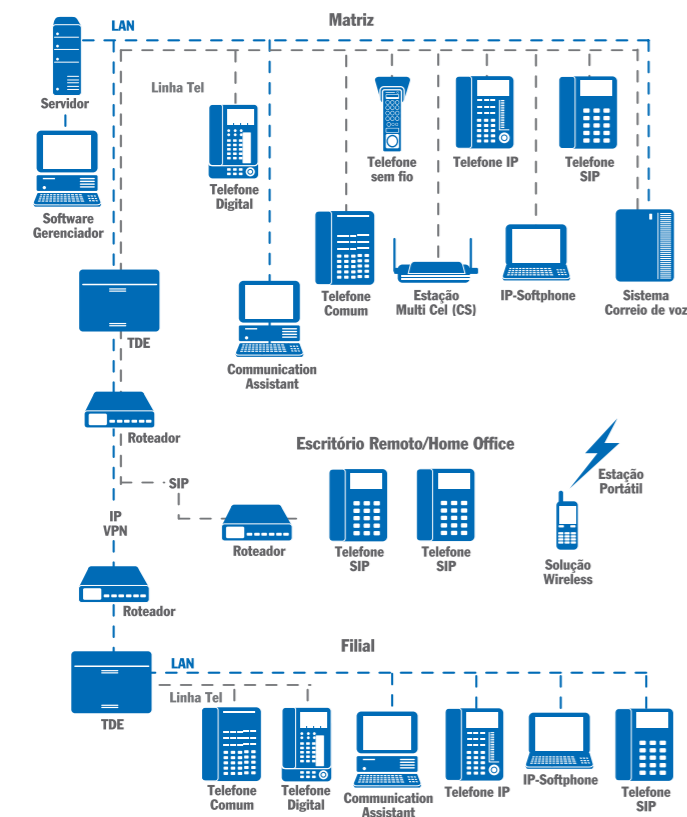 Matriz
LAN
Linha Tel
Servidor
Telefone
sem fio
Telefone IP
Telefone
SIP
Telefone
Digital
Software
Gerenciador
Telefone
Comum
Estação
Multi Cel (CS)
IP-Softphone
Sistema
Correio de voz
TDE
Communication
Assistant
Roteador
Escritório Remoto/Home Office
SIP
Estação
Portátil
IP
VPN
Roteador
Telefone
SIP
Telefone
SIP
Solução
Wireless
Roteador
Filial
LAN
Linha Tel
TDE
Telefone
Comum
Telefone
Digital
Communication
Assistant
Telefone IP
IP-Softphone
Telefone
SIP